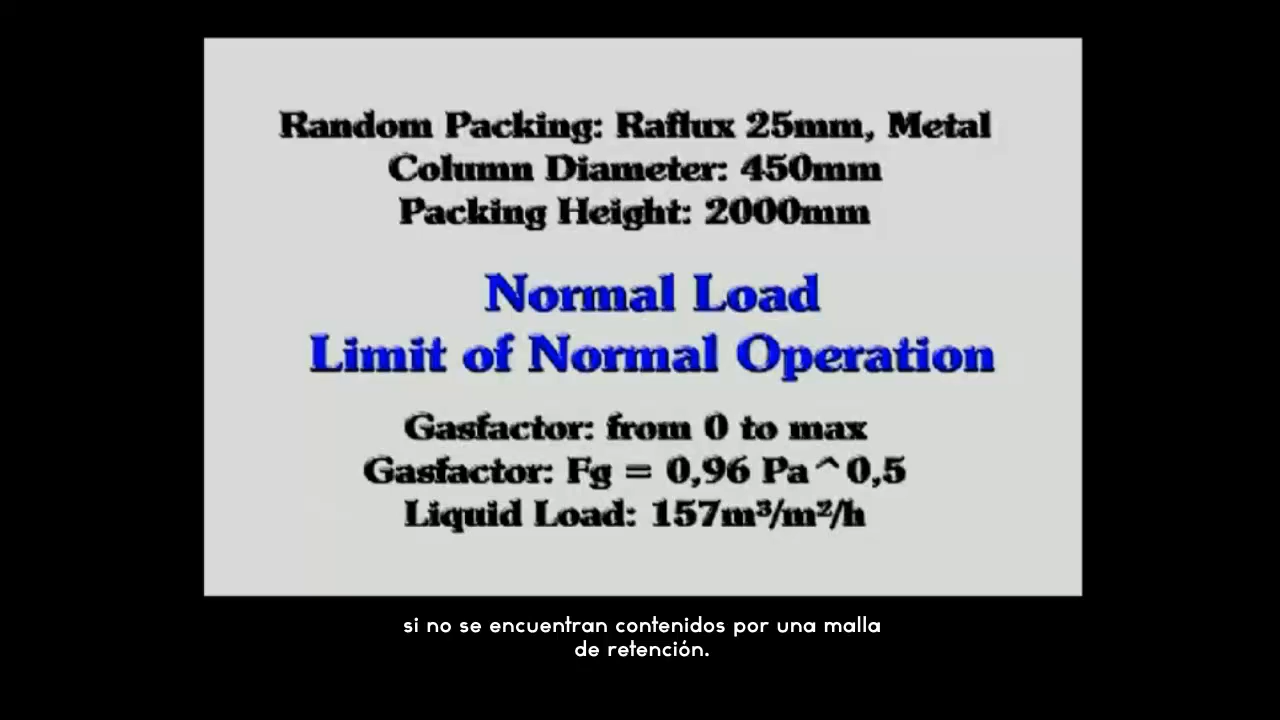 Random Packing: Raflux 25mm, Metal
Column Diameter: 450mm
Packing Height: 2000mm
Normal Load
Limit of Normal Operation
Gasfactor: from 0 to max
Gasfactor: Fg = 0,96 Pa^0,5
Liquid Load: 157m³/m²/h
si no se encuentran contenidos por una malla
de retención.